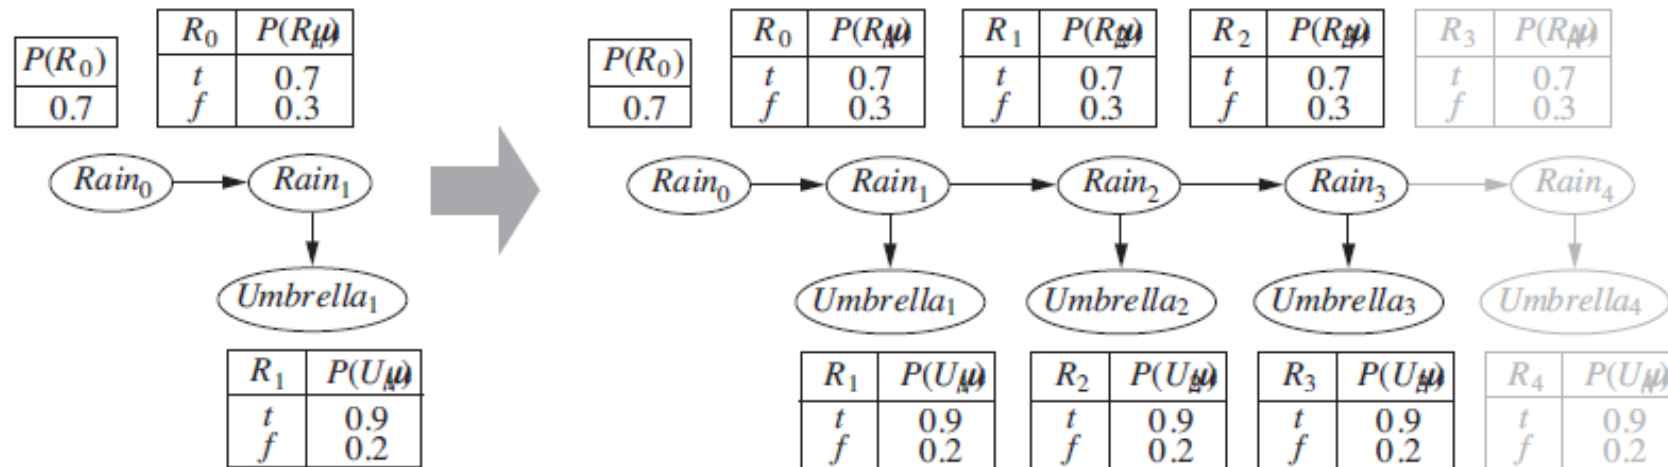 P(R₀)
0.7
R₀
t 0.7
f 0.3
Rain₀
Rain₁
Umbrella₁
R₁
t 0.9
f 0.2
P(R₀)
0.7
R₀
t 0.7
f 0.3
R₁
t 0.7
f 0.3
R₂
t 0.7
f 0.3
R₃
t 0.7
f 0.3
Rain₀
Rain₁
Rain₂
Rain₃
Rain₄
Umbrella₁
Umbrella₂
Umbrella₃
Umbrella₄
R₁
t 0.9
f 0.2
R₂
t 0.9
f 0.2
R₃
t 0.9
f 0.2
R₄
t 0.9
f 0.2